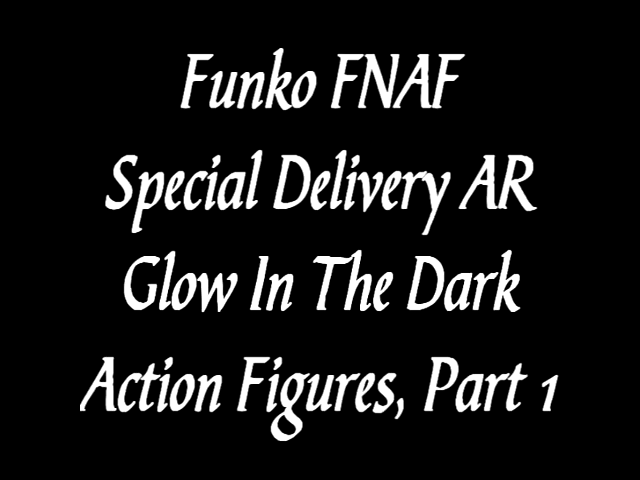 Funko FNAF
Special Delivery AR
Glow In The Dark
Action Figures, Part 1